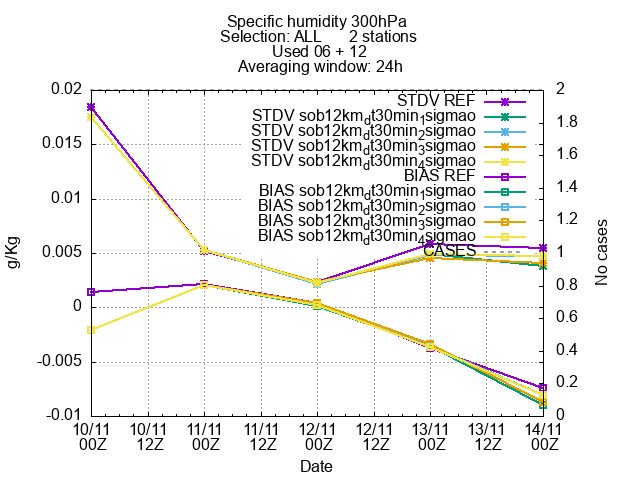 Specific humidity 300hPa
Selection: ALL 2 stations
Used 06 + 12
Averaging window: 24h
0.02
0.015
0.01
0.005
0
-0.005
-0.01
g/Kg
STDV REF
STDV sob12km_dt30min_1sigmao
STDV sob12km_dt30min_2sigmao
STDV sob12km_dt30min_3sigmao
STDV sob12km_dt30min_4sigmao
BIAS REF
BIAS sob12km_dt30min_1sigmao
BIAS sob12km_dt30min_2sigmao
BIAS sob12km_dt30min_3sigmao
BIAS sob12km_dt30min_4sigmao
CASES
2
1.8
1.6
1.4
1.2
1
0.8
0.6
0.4
0.2
0
No cases
10/11 10/11 11/11 11/11 12/11 12/11 13/11 13/11 14/11
00Z 12Z 00Z 12Z 00Z 12Z 00Z 12Z 00Z
Date